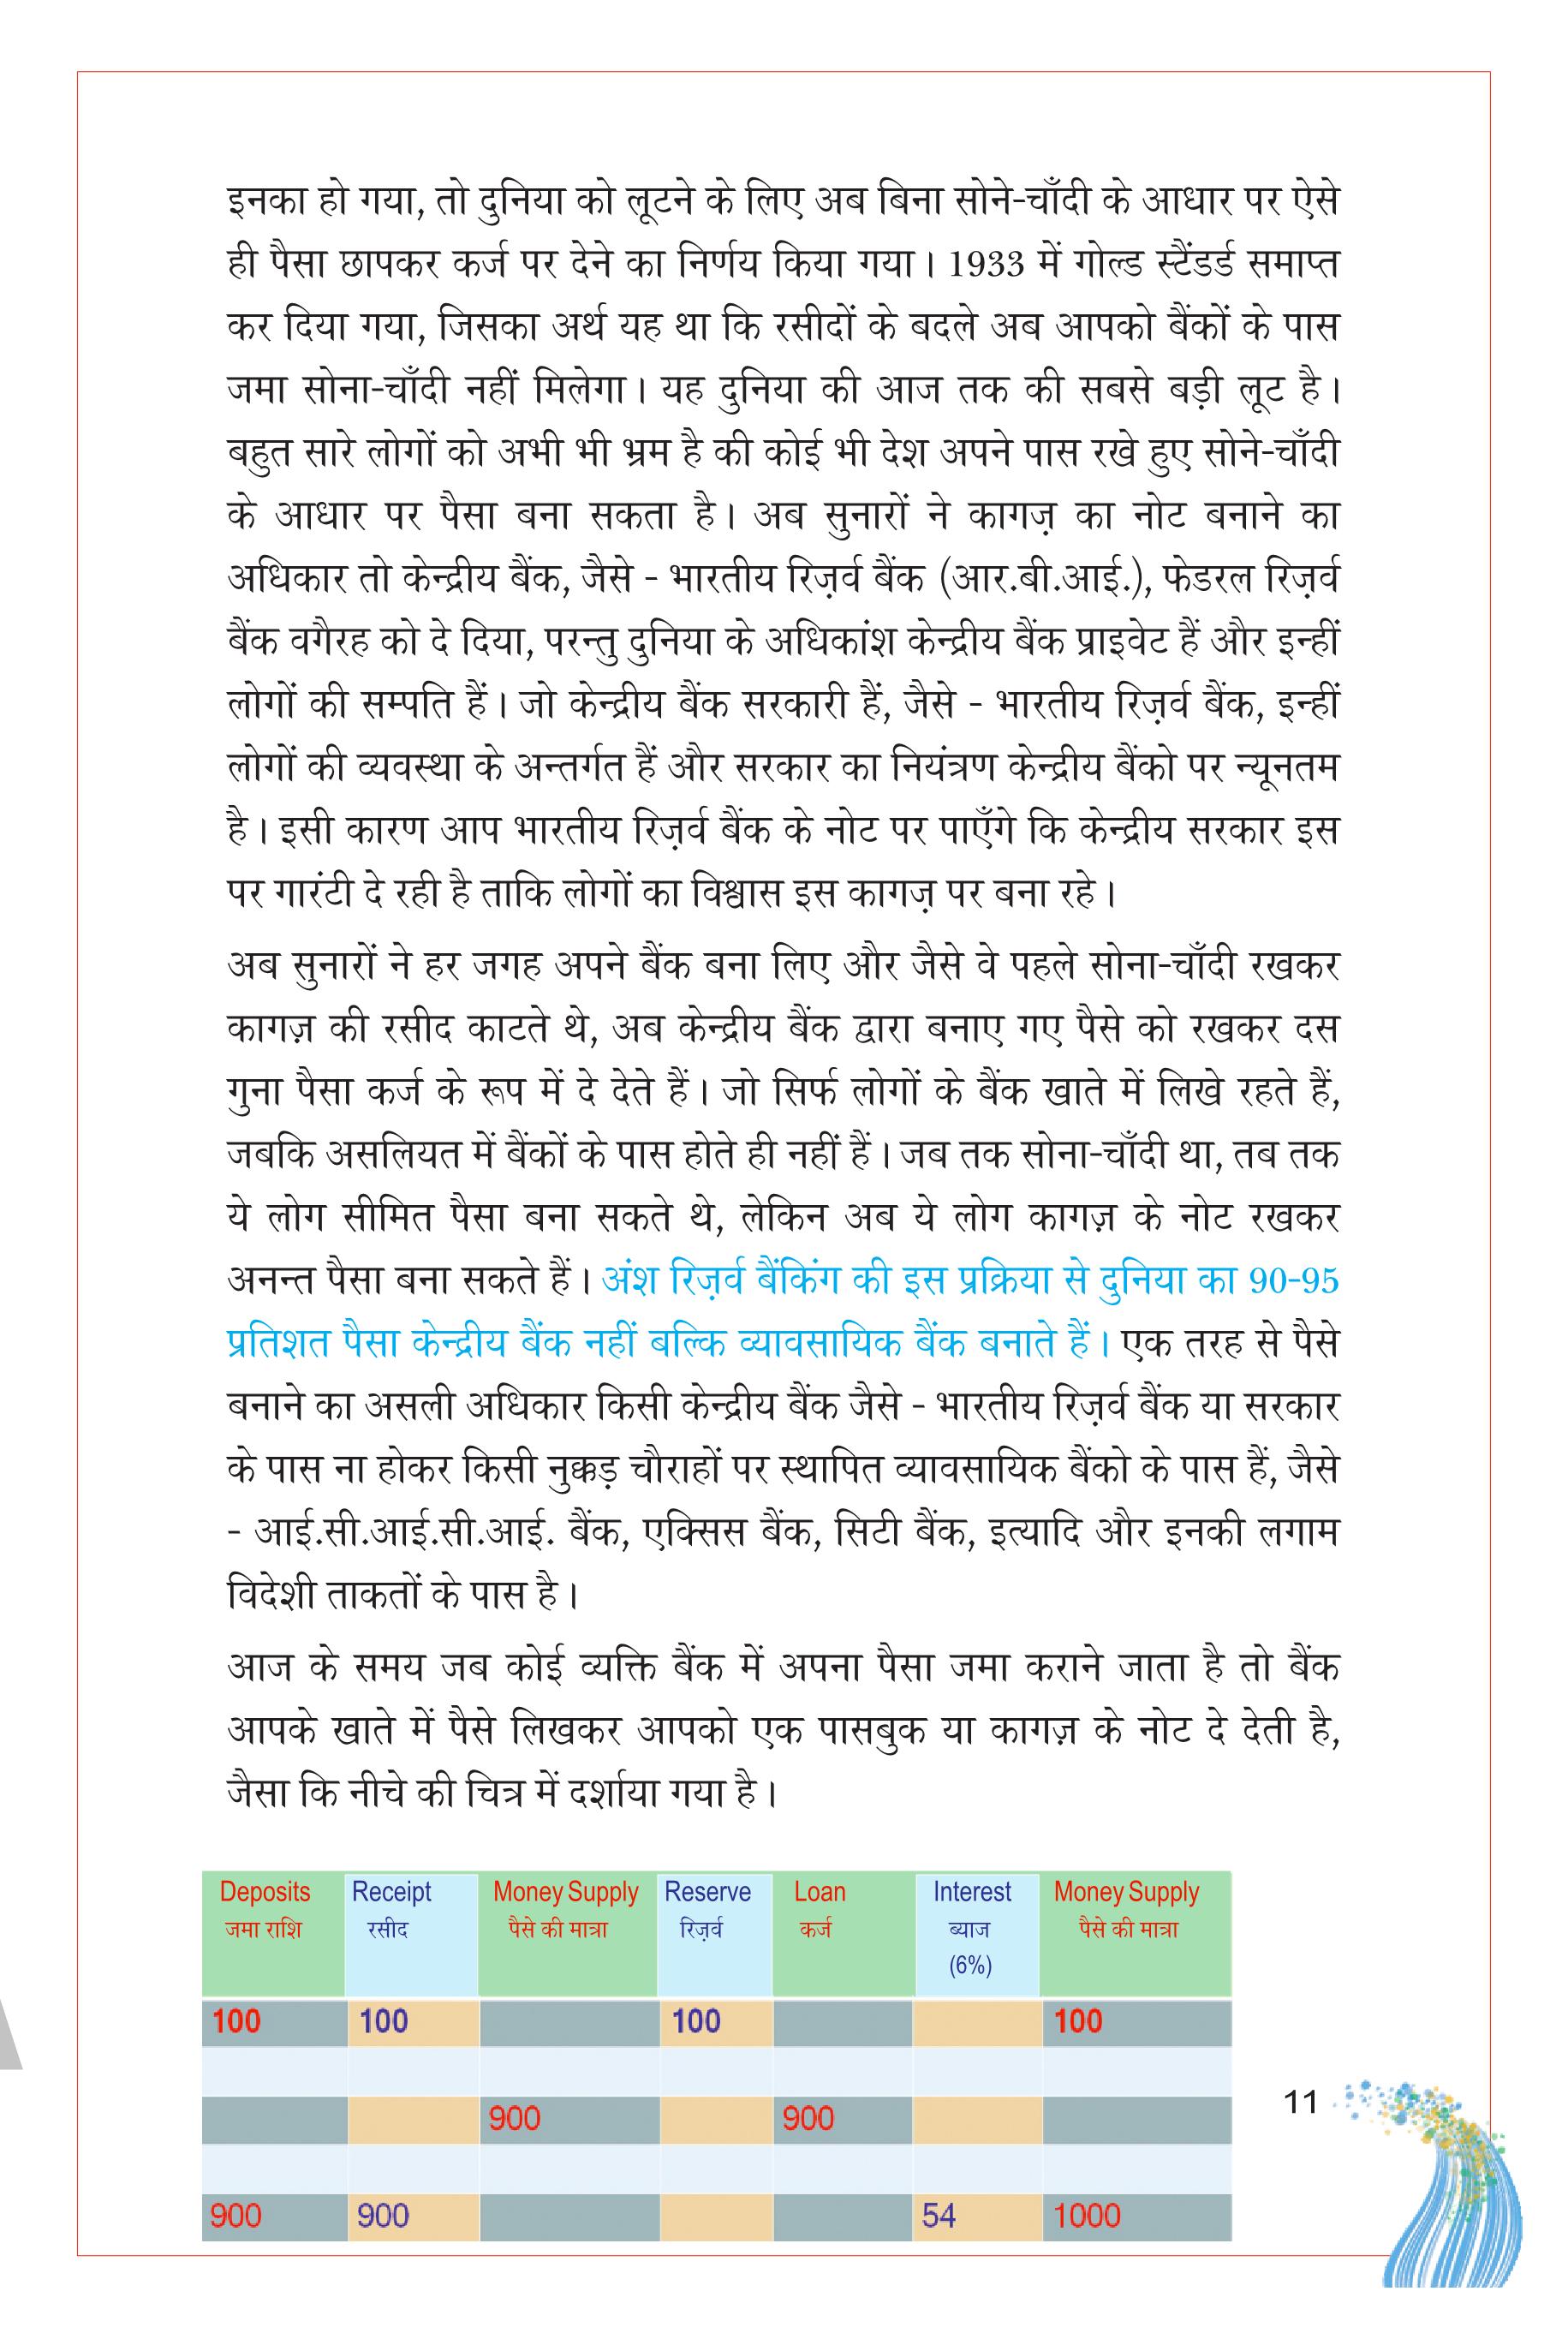 इनका हो गया, तो दुनिया को लूटने के लिए अब बिना सोने-चाँदी के आधार पर ऐसे
ही पैसा छापकर कर्ज पर देने का निर्णय किया गया। 1933 में गोल्ड स्टैंडर्ड समाप्त
कर दिया गया, जिसका अर्थ यह था कि रसीदों के बदले अब आपको बैंकों के पास
जमा सोना-चाँदी नहीं मिलेगा। यह दुनिया की आज तक की सबसे बड़ी लूट है।
बहुत सारे लोगों को अभी भी भ्रम है की कोई भी देश अपने पास रखे हुए सोने-चाँदी
के आधार पर पैसा बना सकता है। अब सुनारों ने कागज़ का नोट बनाने का
अधिकार तो केन्द्रीय बैंक, जैसे - भारतीय रिज़र्व बैंक (आर.बी.आई.), फेडरल रिज़र्व
बैंक वगैरह को दे दिया, परन्तु दुनिया के अधिकांश केन्द्रीय बैंक प्राइवेट हैं और इन्हीं
लोगों की सम्पति हैं। जो केन्द्रीय बैंक सरकारी हैं, जैसे - भारतीय रिज़र्व बैंक, इन्हीं
लोगों की व्यवस्था के अन्तर्गत हैं और सरकार का नियंत्रण केन्द्रीय बैंको पर न्यूनतम
है। इसी कारण आप भारतीय रिज़र्व बैंक के नोट पर पाएँगे कि केन्द्रीय सरकार इस
पर गारंटी दे रही है ताकि लोगों का विश्वास इस कागज़ पर बना रहे।
अब सुनारों ने हर जगह अपने बैंक बना लिए और जैसे वे पहले सोना-चाँदी रखकर
कागज़ की रसीद काटते थे, अब केन्द्रीय बैंक द्वारा बनाए गए पैसे को रखकर दस
गुना पैसा कर्ज के रूप में दे देते हैं। जो सिर्फ लोगों के बैंक खाते में लिखे रहते हैं,
जबकि असलियत में बैंकों के पास होते ही नहीं हैं। जब तक सोना-चाँदी था, तब तक
ये लोग सीमित पैसा बना सकते थे, लेकिन अब ये लोग कागज़ के नोट रखकर
अनन्त पैसा बना सकते हैं। अंश रिज़र्व बैंकिंग की इस प्रक्रिया से दुनिया का 90-95
प्रतिशत पैसा केन्द्रीय बैंक नहीं बल्कि व्यावसायिक बैंक बनाते हैं। एक तरह से पैसे
बनाने का असली अधिकार किसी केन्द्रीय बैंक जैसे - भारतीय रिज़र्व बैंक या सरकार
के पास ना होकर किसी नुक्कड़ चौराहों पर स्थापित व्यावसायिक बैंको के पास हैं, जैसे
- आई.सी.आई.सी.आई. बैंक, एक्सिस बैंक, सिटी बैंक, इत्यादि और इनकी लगाम
विदेशी ताकतों के पास है।
आज के समय जब कोई व्यक्ति बैंक में अपना पैसा जमा कराने जाता है तो बैंक
आपके खाते में पैसे लिखकर आपको एक पासबुक या कागज़ के नोट दे देती है,
जैसा कि नीचे की चित्र में दर्शाया गया है।
Deposits Receipt Money Supply Reserve Loan Interest Money Supply
जमा राशि रसीद पैसे की मात्रा रिज़र्व कर्ज ब्याज पैसे की मात्रा
(6%)
100 100 100 100
900 900
11
900 900 54 1000